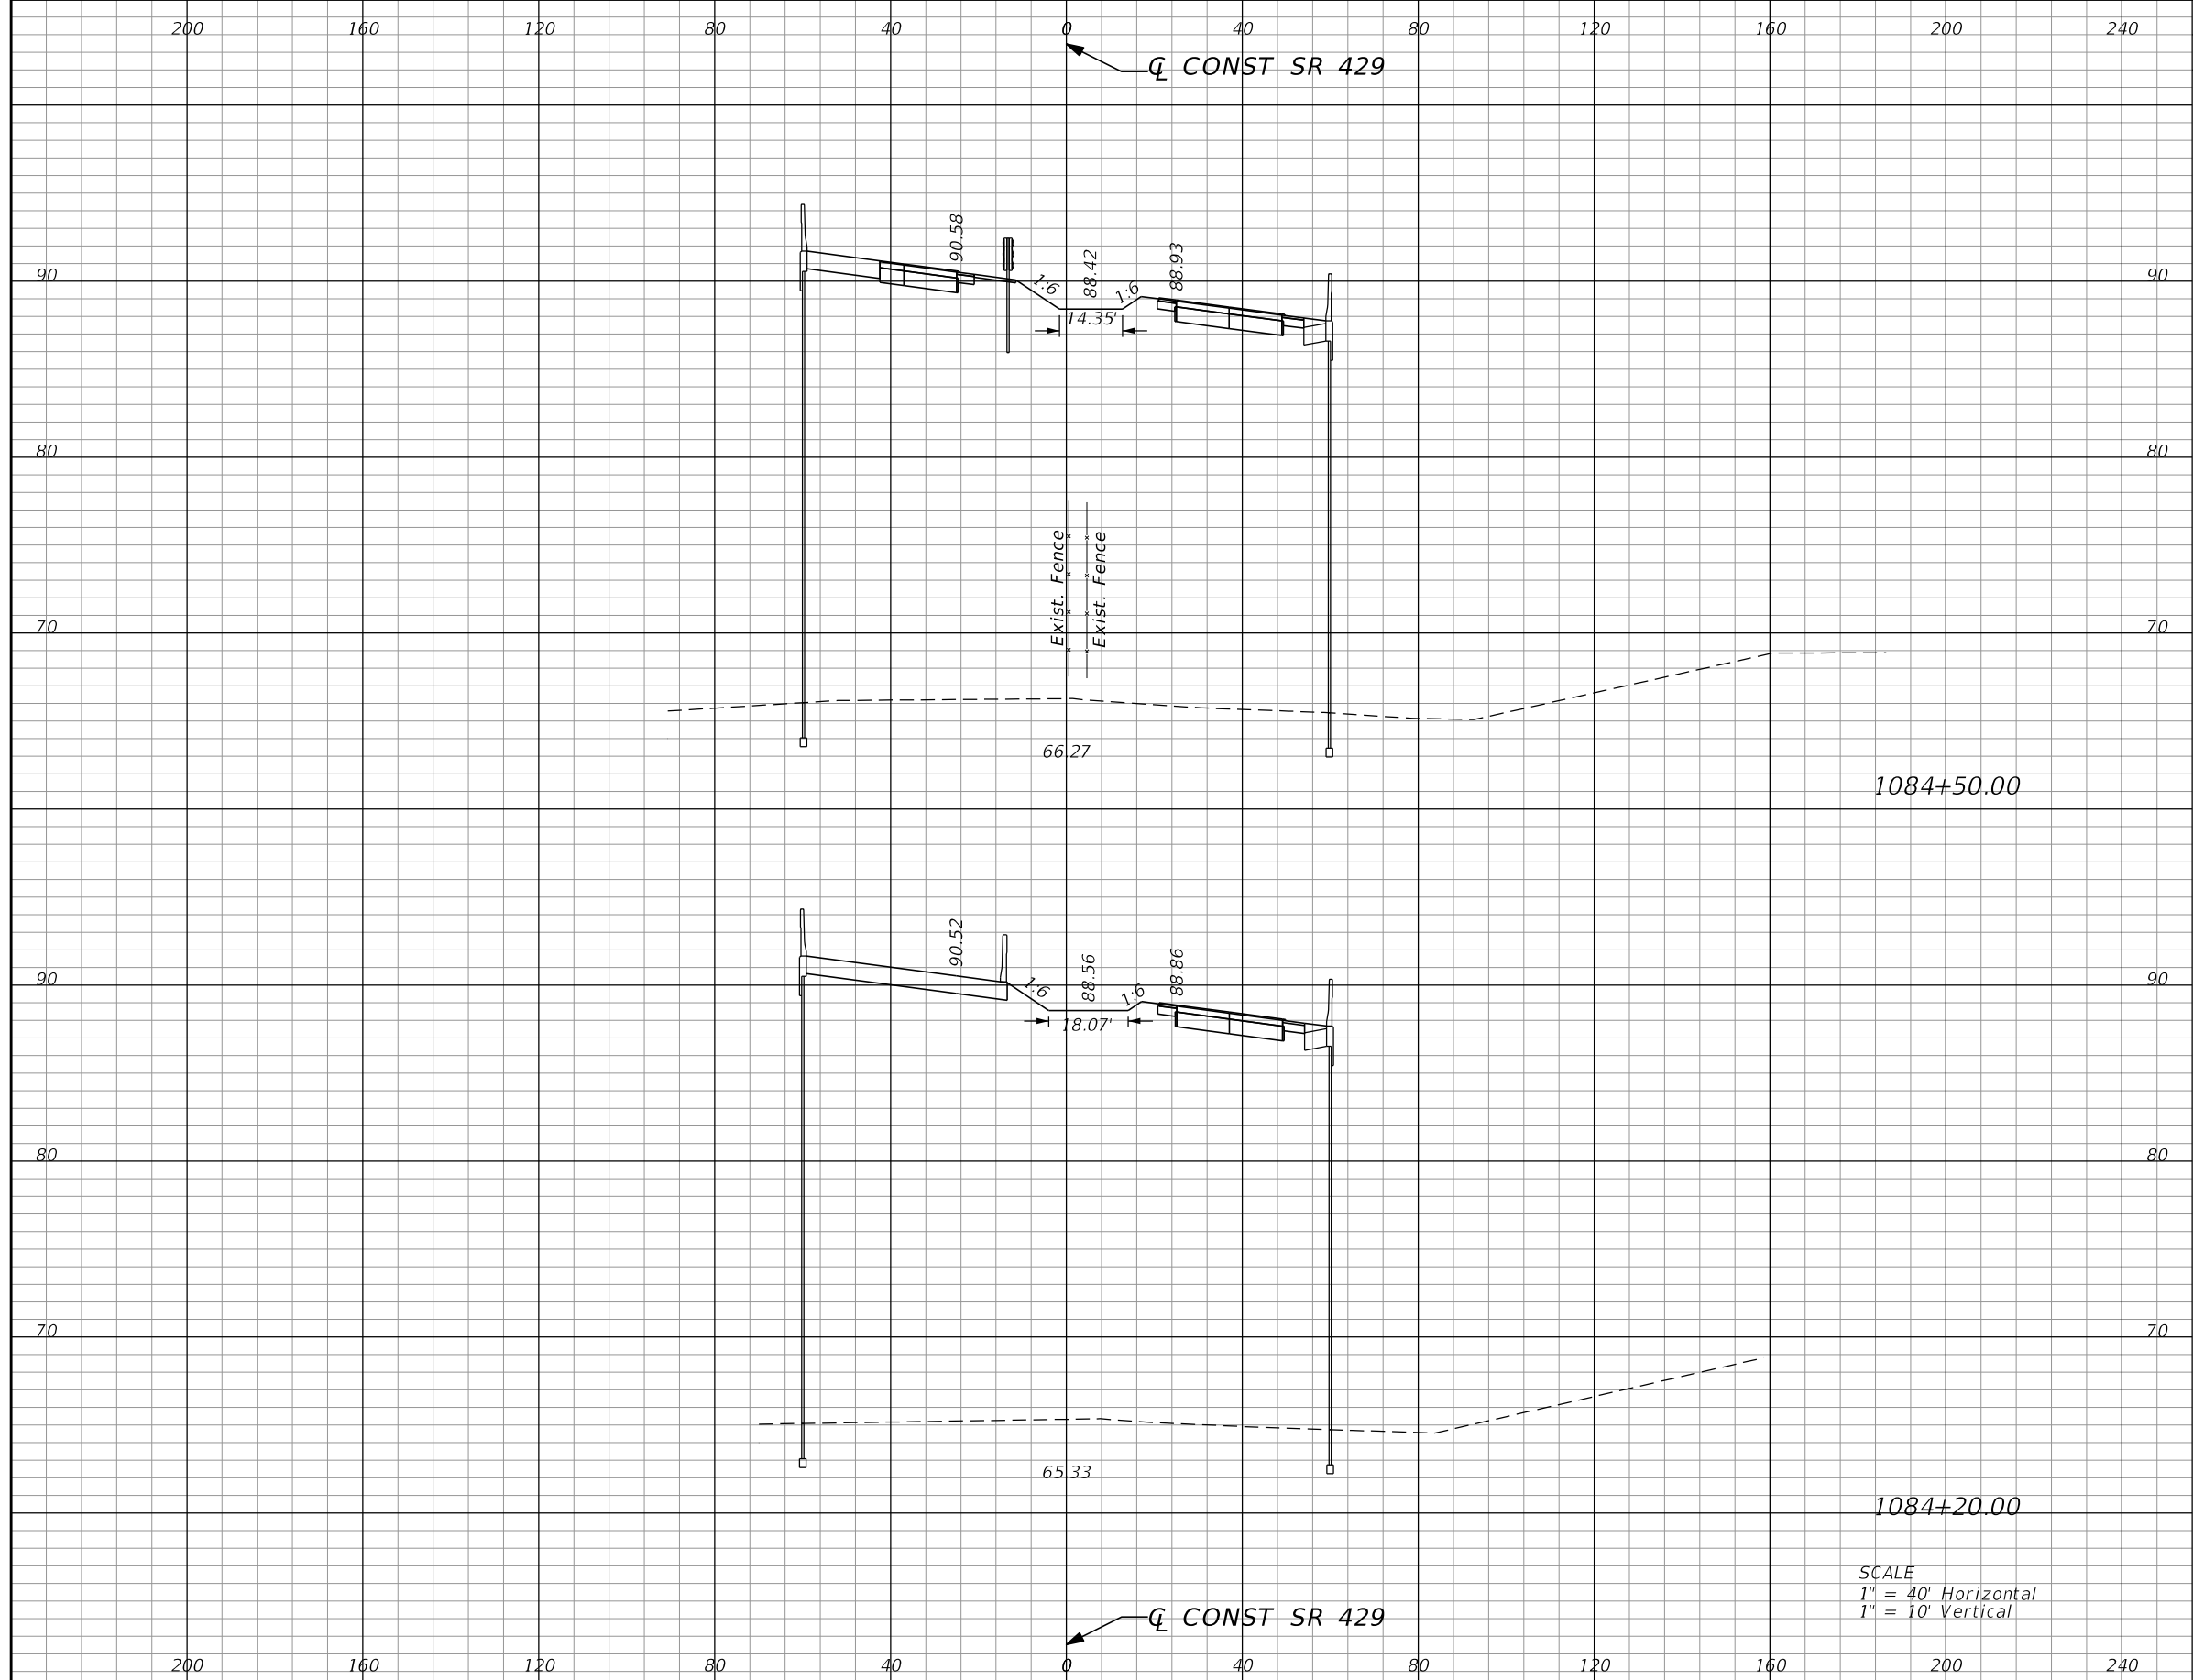 200 160 120 80 40 0 40 80 120 160 200 240
℄ CONST SR 429
90.58
88.42
88.93
1:6
1:6
14.35'
90 90
80 80
Exist. Fence
Exist. Fence
70 70
66.27
1084+50.00
90.52
88.56
88.86
1:6
1:6
18.07'
90 90
80 80
70 70
65.33
1084+20.00
SCALE
1" = 40' Horizontal
1" = 10' Vertical
℄ CONST SR 429
200 160 120 80 40 0 40 80 120 160 200 240